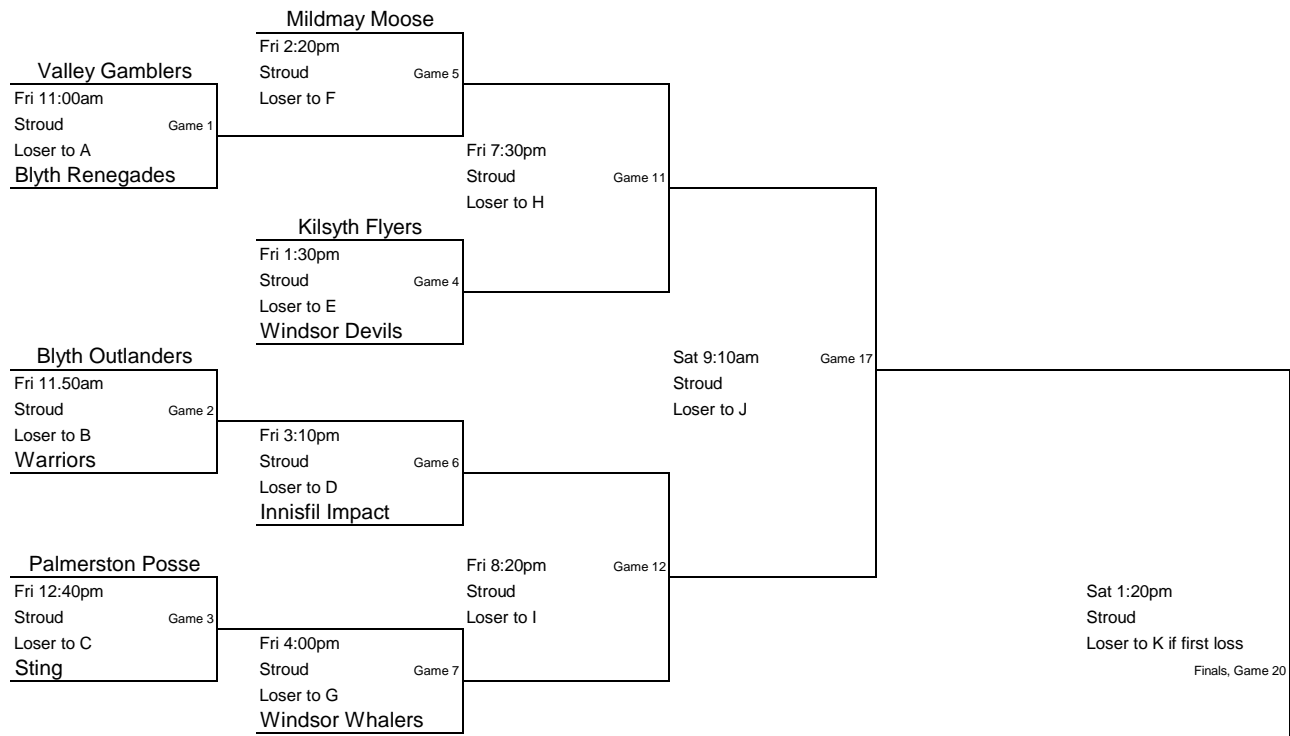 Mildmay Moose
Fri 2:20pm
Valley Gamblers
Stroud Game 5
Fri 11:00am
Loser to F
Stroud Game 1
Loser to A
Fri 7:30pm
Blyth Renegades
Stroud Game 11
Loser to H
Kilsyth Flyers
Fri 1:30pm
Stroud Game 4
Loser to E
Windsor Devils
Blyth Outlanders
Sat 9:10am Game 17
Fri 11.50am
Stroud
Stroud Game 2
Loser to J
Loser to B
Fri 3:10pm
Warriors
Stroud Game 6
Loser to D
Innisfil Impact
Palmerston Posse
Fri 8:20pm Game 12
Fri 12:40pm
Stroud
Sat 1:20pm
Stroud Game 3
Loser to I
Stroud
Loser to C
Fri 4:00pm
Loser to K if first loss
Sting
Stroud Game 7
Finals, Game 20
Loser to G
Windsor Whalers